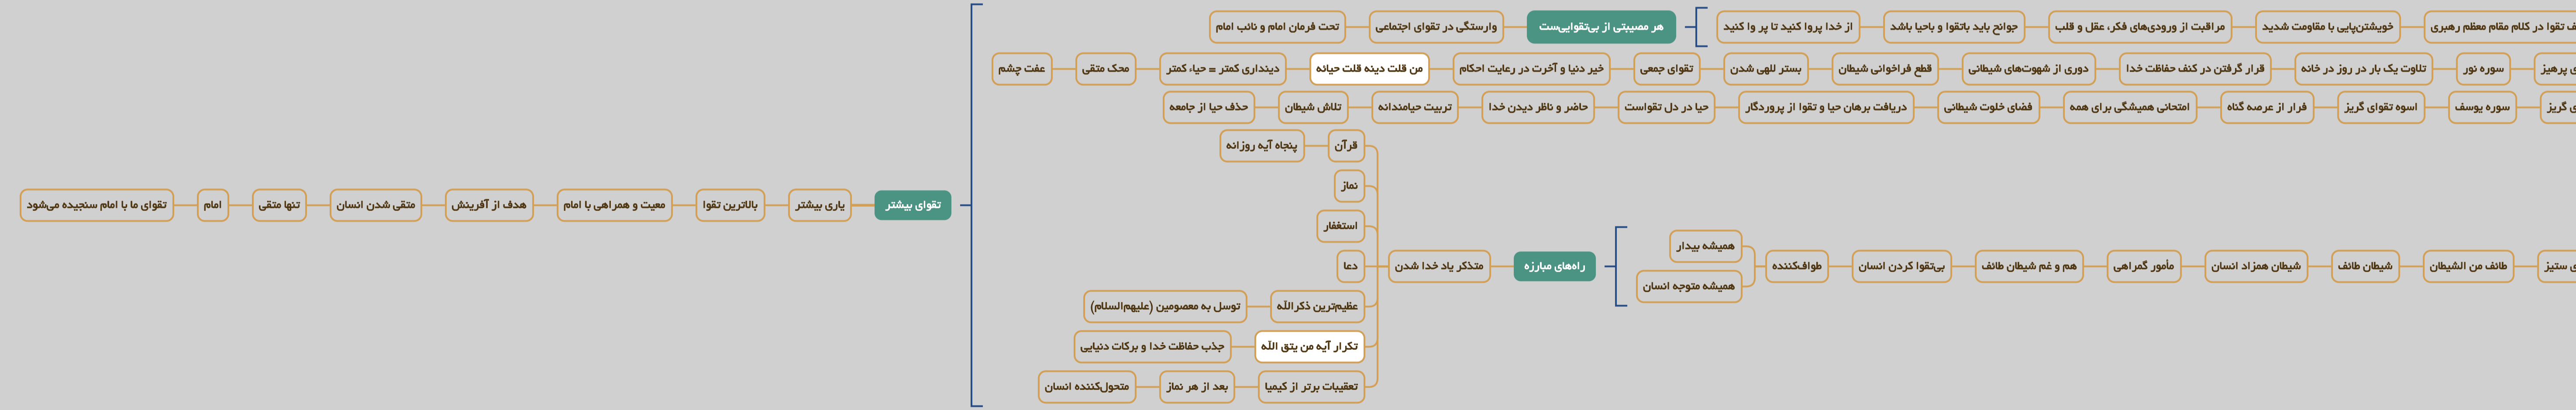 ف تقوا در کلام مقام معظم رهبری
خویشتن‌پایی با مقاومت شدید
مراقبت از ورودی‌های فکر، عقل و قلب
جوانح باید باتقوا و باحیا باشد
از خدا پروا کنید تا پر وا کنید
هر مصیبتی از بی‌تقوایی‌ست
وارستگی در تقوای اجتماعی
تحت فرمان امام و نائب امام
ی پرهیز
سوره نور
تلاوت یک بار در روز در خانه
قرار گرفتن در کنف حفاظت خدا
دوری از شهوت‌های شیطانی
قطع فراخوانی شیطان
بستر للهی شدن
تقوای جمعی
خیر دنیا و آخرت در رعایت احکام
من قلت دینه قلت حیائه
دینداری کمتر = حیاء کمتر
محک متقی
عفت چشم
ی گریز
سوره یوسف
اسوه تقوای گریز
فرار از عرصه گناه
امتحانی همیشگی برای همه
فضای خلوت شیطانی
دریافت برهان حیا و تقوا از پروردگار
حیا در دل تقواست
حاضر و ناظر دیدن خدا
تربیت حیامندانه
تلاش شیطان
حذف حیا از جامعه
ی ستیز
طائف من الشیطان
شیطان طائف
شیطان همزاد انسان
مأمور گمراهی
هم و غم شیطان طائف
بی‌تقوا کردن انسان
طواف‌کننده
همیشه بیدار
همیشه متوجه انسان
راه‌های مبارزه
متذکر یاد خدا شدن
قرآن
پنجاه آیه روزانه
نماز
استغفار
دعا
عظیم‌ترین ذکرالله
توسل به معصومین (علیهم‌السلام)
تکرار آیه من یتق الله
جذب حفاظت خدا و برکات دنیایی
تعقیبات برتر از کیمیا
بعد از هر نماز
متحول‌کننده انسان
تقوای بیشتر
یاری بیشتر
بالاترین تقوا
معیت و همراهی با امام
هدف از آفرینش
متقی شدن انسان
تنها متقی
امام
تقوای ما با امام سنجیده می‌شود